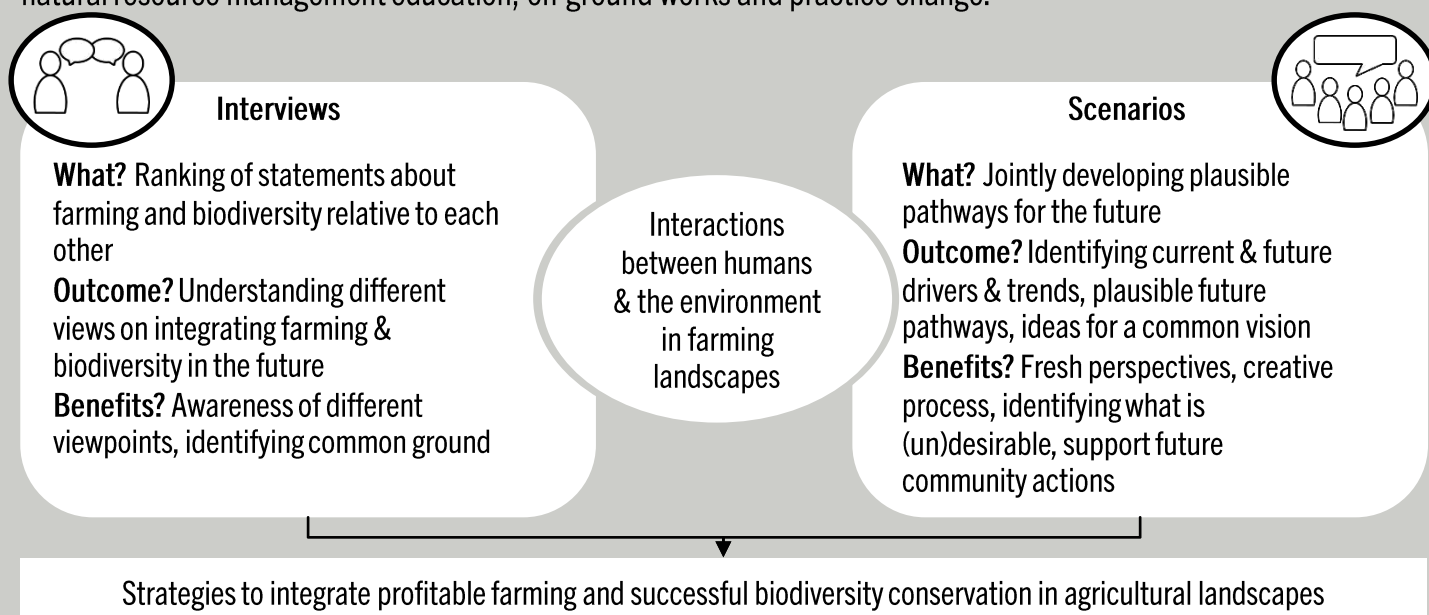 natural resource management education, on-ground works and practice change.
Interviews
What? Ranking of statements about
farming and biodiversity relative to each
other
Outcome? Understanding different
views on integrating farming &
biodiversity in the future
Benefits? Awareness of different
viewpoints, identifying common ground
Interactions
between humans
& the environment
in farming
landscapes
Scenarios
What? Jointly developing plausible
pathways for the future
Outcome? Identifying current & future
drivers & trends, plausible future
pathways, ideas for a common vision
Benefits? Fresh perspectives, creative
process, identifying what is
(un)desirable, support future
community actions
Strategies to integrate profitable farming and successful biodiversity conservation in agricultural landscapes